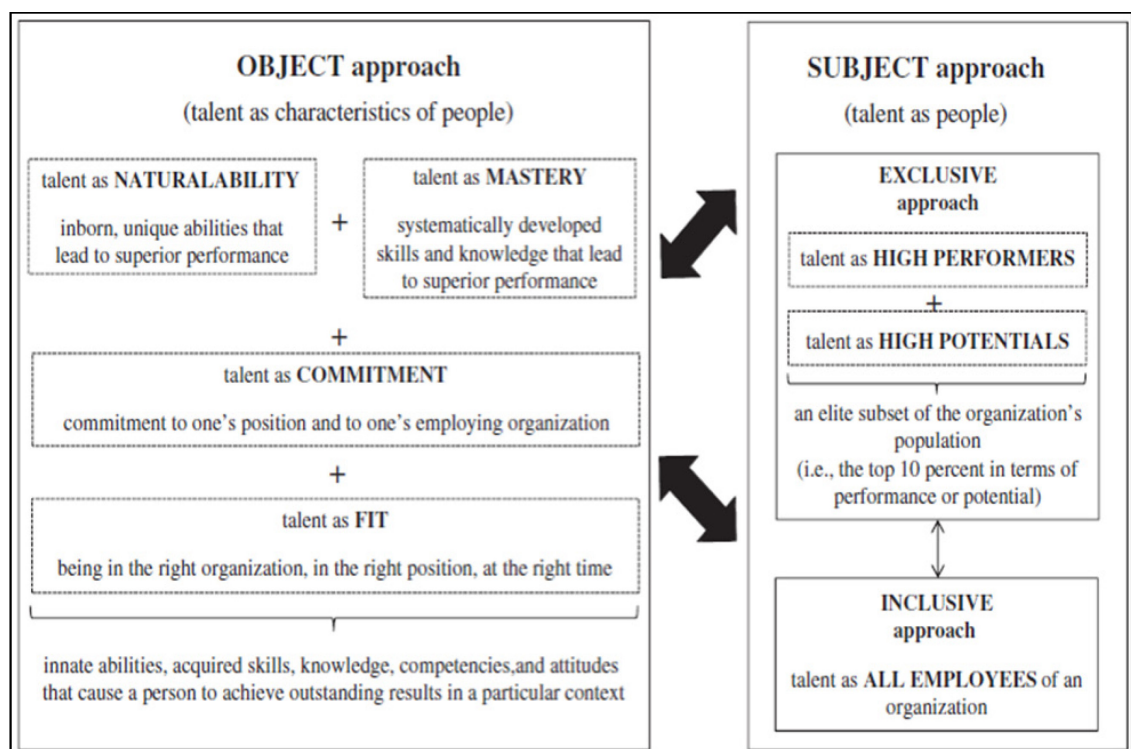 OBJECT approach
(talent as characteristics of people)
talent as NATURALABILITY
inborn, unique abilities that
lead to superior performance
+
talent as MASTERY
systematically developed
skills and knowledge that lead
to superior performance
+
talent as COMMITMENT
commitment to one's position and to one's employing organization
+
talent as FIT
being in the right organization, in the right position, at the right time
innate abilities, acquired skills, knowledge, competencies,and attitudes
that cause a person to achieve outstanding results in a particular context
SUBJECT approach
(talent as people)
EXCLUSIVE
approach
talent as HIGH PERFORMERS
+
talent as HIGH POTENTIALS
an elite subset of the organization's
population
(i.e., the top 10 percent in terms of
performance or potential)
INCLUSIVE
approach
talent as ALL EMPLOYEES of an
organization